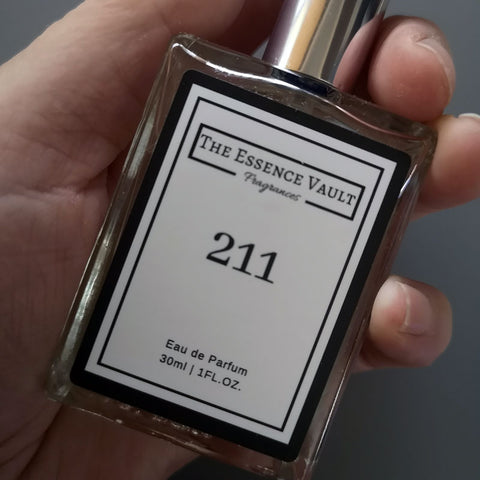 The Essence Vault
Fragrances
211
Eau de Parfum
30ml | 1FL.OZ.